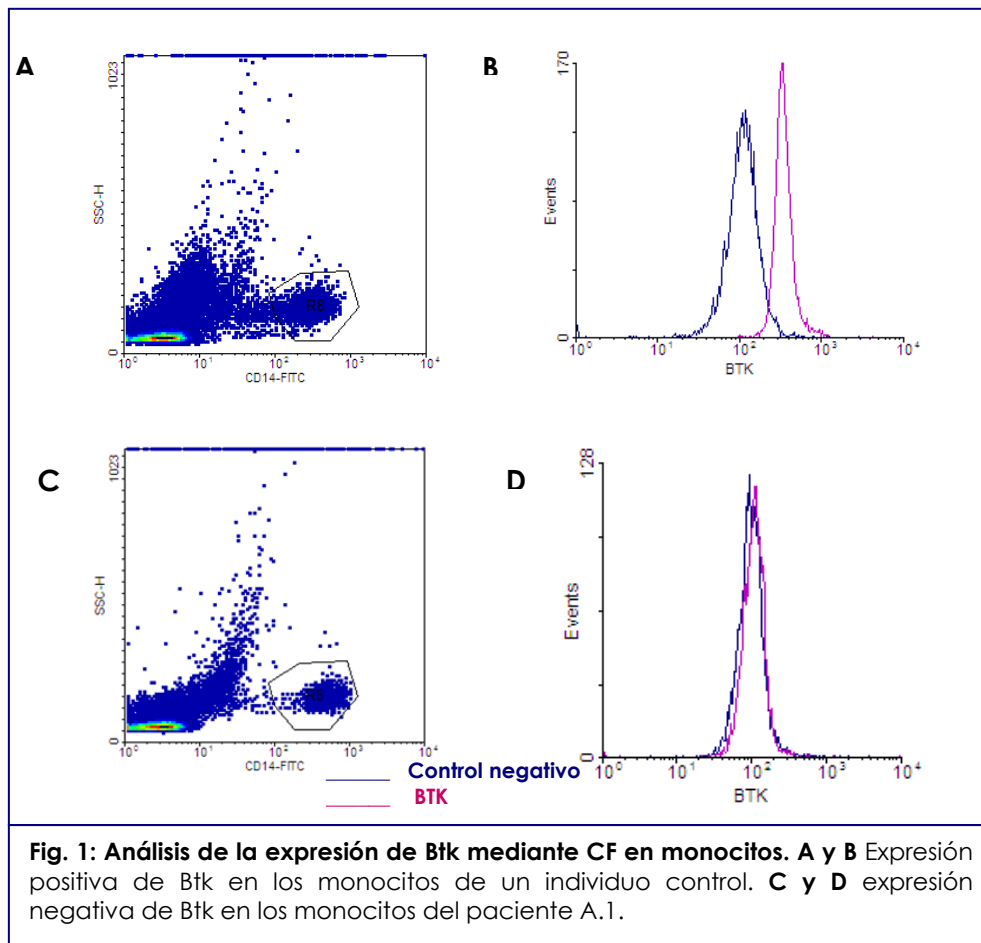 A
1023
SSC-H
0
R6
10^0 10^1 10^2 10^3 10^4
CD14-FITC
B
170
Events
0
10^0 10^1 10^2 10^3 10^4
BTK
C
1023
SSC-H
0
10^0 10^1 10^2 10^3 10^4
CD14-FITC
D
128
Events
0
10^0 10^1 10^2 10^3 10^4
BTK
Control negativo
BTK
Fig. 1: Análisis de la expresión de Btk mediante CF en monocitos. A y B Expresión
positiva de Btk en los monocitos de un individuo control. C y D expresión
negativa de Btk en los monocitos del paciente A.1.